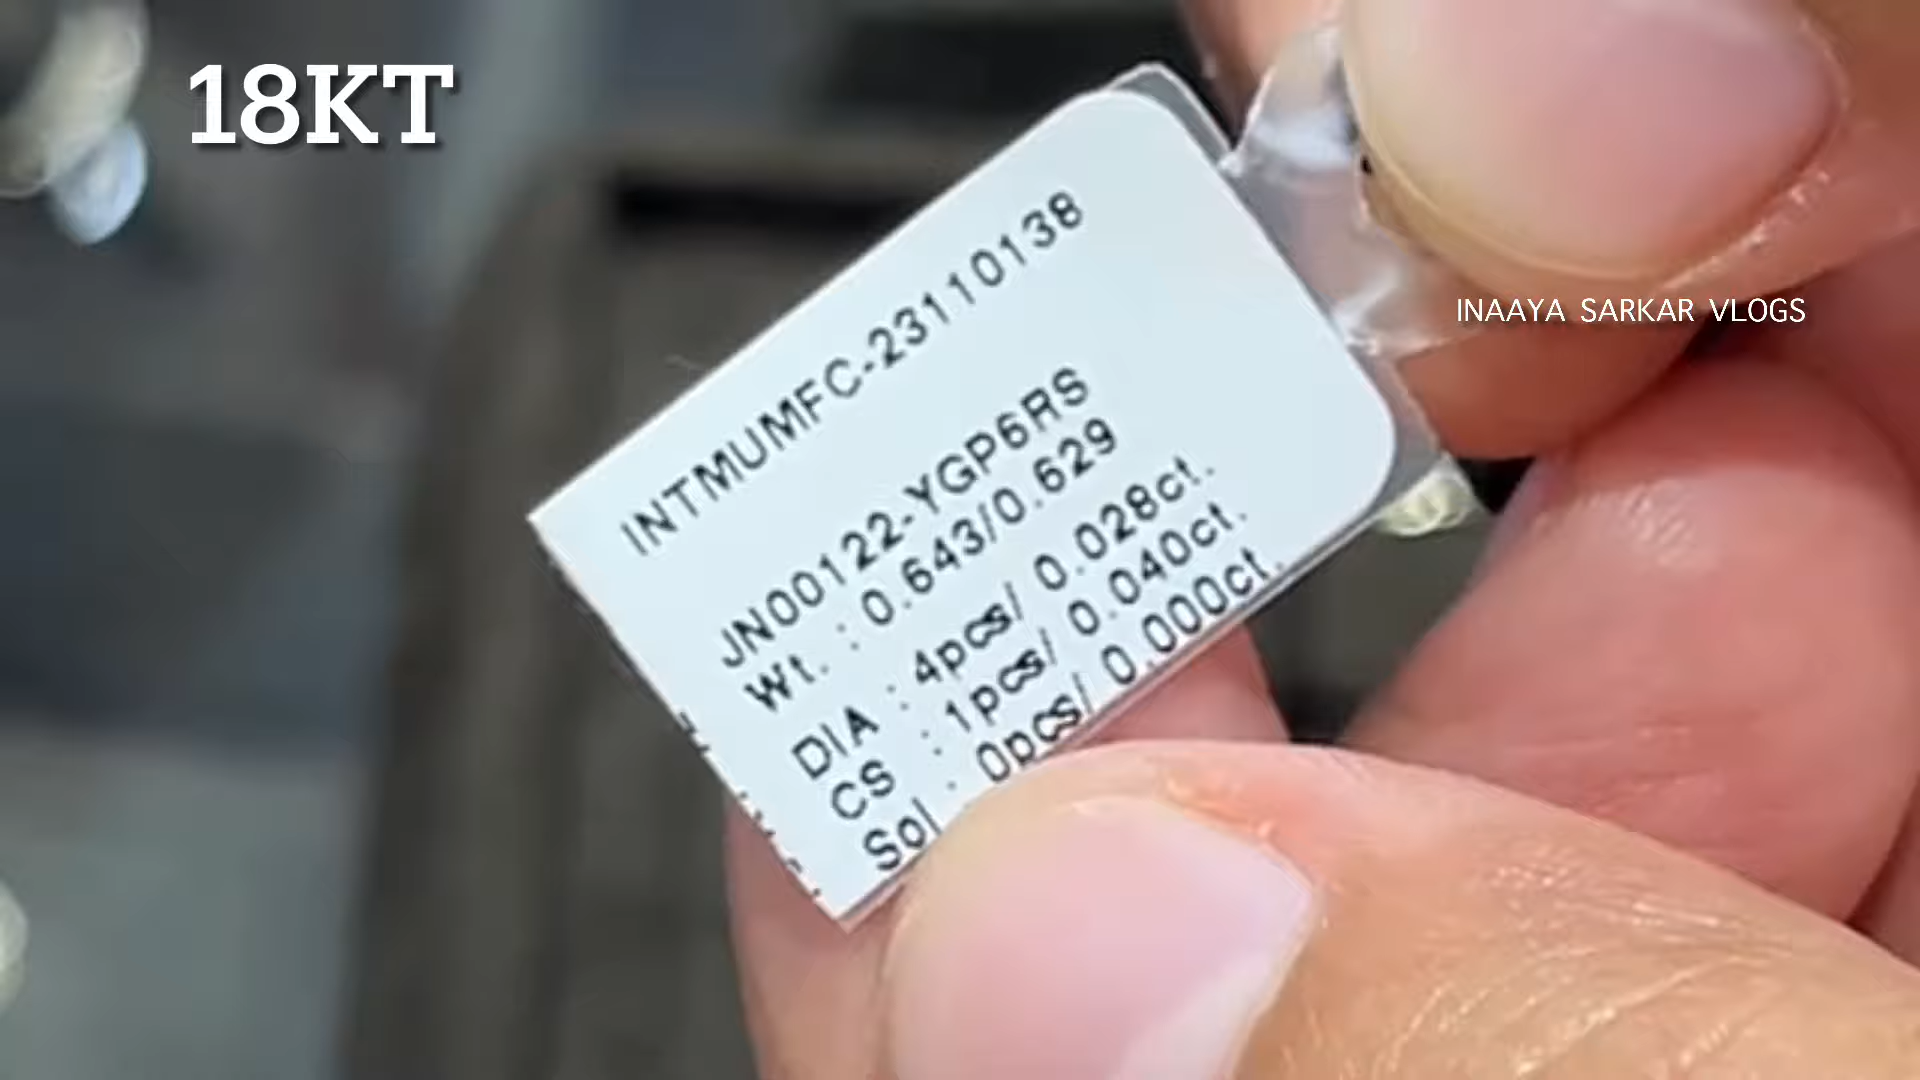 18KT
INTMUMFC-23110138
JN00122-YGP6RS
Wt. : 0.643/0.629
DIA : 4pcs/ 0.028ct.
CS : 1pcs/ 0.040ct.
Sol : 0pcs/ 0.000ct.
INAAYA SARKAR VLOGS